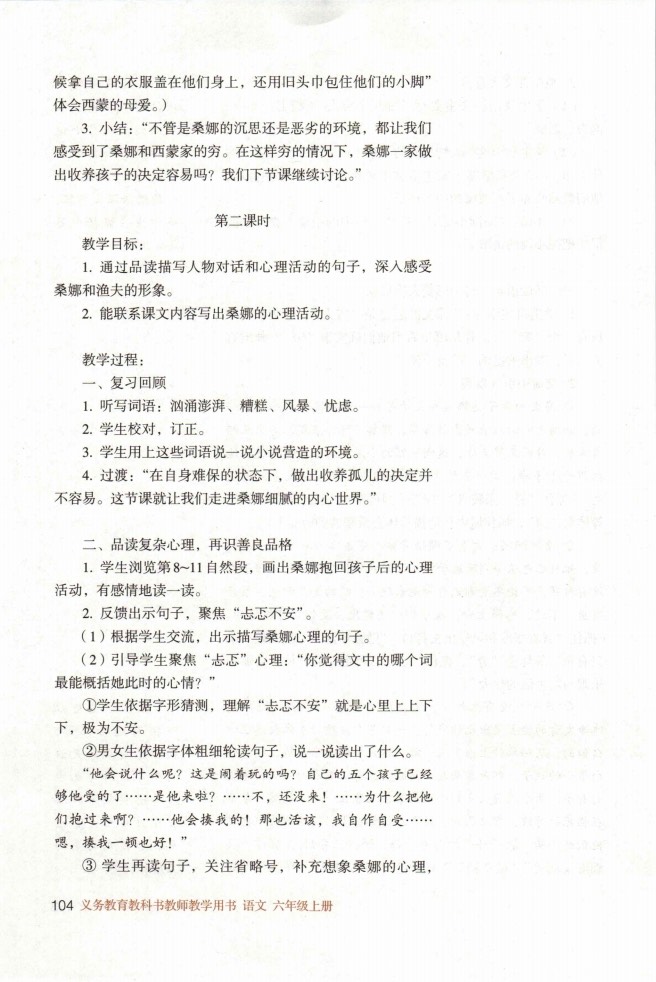 候拿自己的衣服盖在他们身上，还用旧头巾包住他们的小脚”
体会西蒙的母爱。）
3. 小结：“不管是桑娜的沉思还是恶劣的环境，都让我们
感受到了桑娜和西蒙家的穷。在这样穷的情况下，桑娜一家做
出收养孩子的决定容易吗？我们下节课继续讨论。”
第二课时
教学目标：
1. 通过品读描写人物对话和心理活动的句子，深入感受
桑娜和渔夫的形象。
2. 能联系课文内容写出桑娜的心理活动。
教学过程：
一、复习回顾
1. 听写词语：汹涌澎湃、糟糕、风暴、忧虑。
2. 学生校对，订正。
3. 学生用上这些词语说一说小说营造的环境。
4. 过渡：“在自身难保的状态下，做出收养孤儿的决定并
不容易。这节课就让我们走进桑娜细腻的内心世界。”
二、品读复杂心理，再识善良品格
1. 学生浏览第8~11自然段，画出桑娜抱回孩子后的心理
活动，有感情地读一读。
2. 反馈出示句子，聚焦“忐忑不安”。
（1）根据学生交流，出示描写桑娜心理的句子。
（2）引导学生聚焦“忐忑”心理：“你觉得文中的哪个词
最能概括她此时的心情？”
①学生依据字形猜测，理解“忐忑不安”就是心里上上下
下，极为不安。
②男女生依据字体粗细轮读句子，说一说读出了什么。
“他会说什么呢？这是闹着玩的吗？自己的五个孩子已经
够他受的了……是他来啦？……不，还没来！……为什么把他
们抱过来啊？……他会揍我的！那也活该，我自作自受……
嗯，揍我一顿也好！”
③ 学生再读句子，关注省略号，补充想象桑娜的心理，
104 义务教育教科书教师教学用书 语文 六年级上册